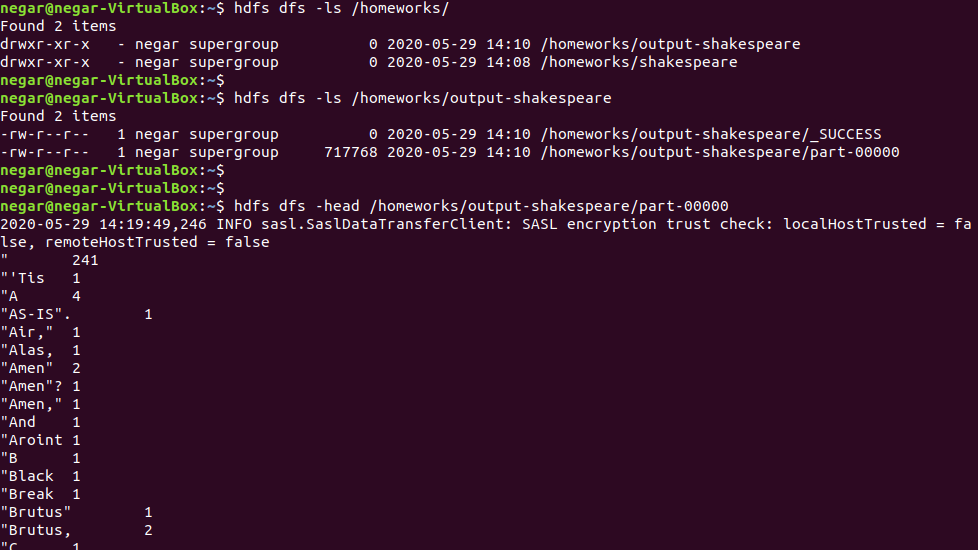 negar@negar-VirtualBox:~$ hdfs dfs -ls /homeworks/
Found 2 items
drwxr-xr-x   - negar supergroup          0 2020-05-29 14:10 /homeworks/output-shakespeare
drwxr-xr-x   - negar supergroup          0 2020-05-29 14:08 /homeworks/shakespeare
negar@negar-VirtualBox:~$
negar@negar-VirtualBox:~$ hdfs dfs -ls /homeworks/output-shakespeare
Found 2 items
-rw-r--r--   1 negar supergroup          0 2020-05-29 14:10 /homeworks/output-shakespeare/_SUCCESS
-rw-r--r--   1 negar supergroup     717768 2020-05-29 14:10 /homeworks/output-shakespeare/part-00000
negar@negar-VirtualBox:~$
negar@negar-VirtualBox:~$
negar@negar-VirtualBox:~$ hdfs dfs -head /homeworks/output-shakespeare/part-00000
2020-05-29 14:19:49,246 INFO sasl.SaslDataTransferClient: SASL encryption trust check: localHostTrusted = fa
lse, remoteHostTrusted = false
"       241
"'Tis   1
"A      4
"AS-IS".        1
"Air,"  1
"Alas,  1
"Amen"  2
"Amen"? 1
"Amen," 1
"And    1
"Aroint 1
"B      1
"Black  1
"Break  1
"Brutus"        1
"Brutus,        2
"C      1